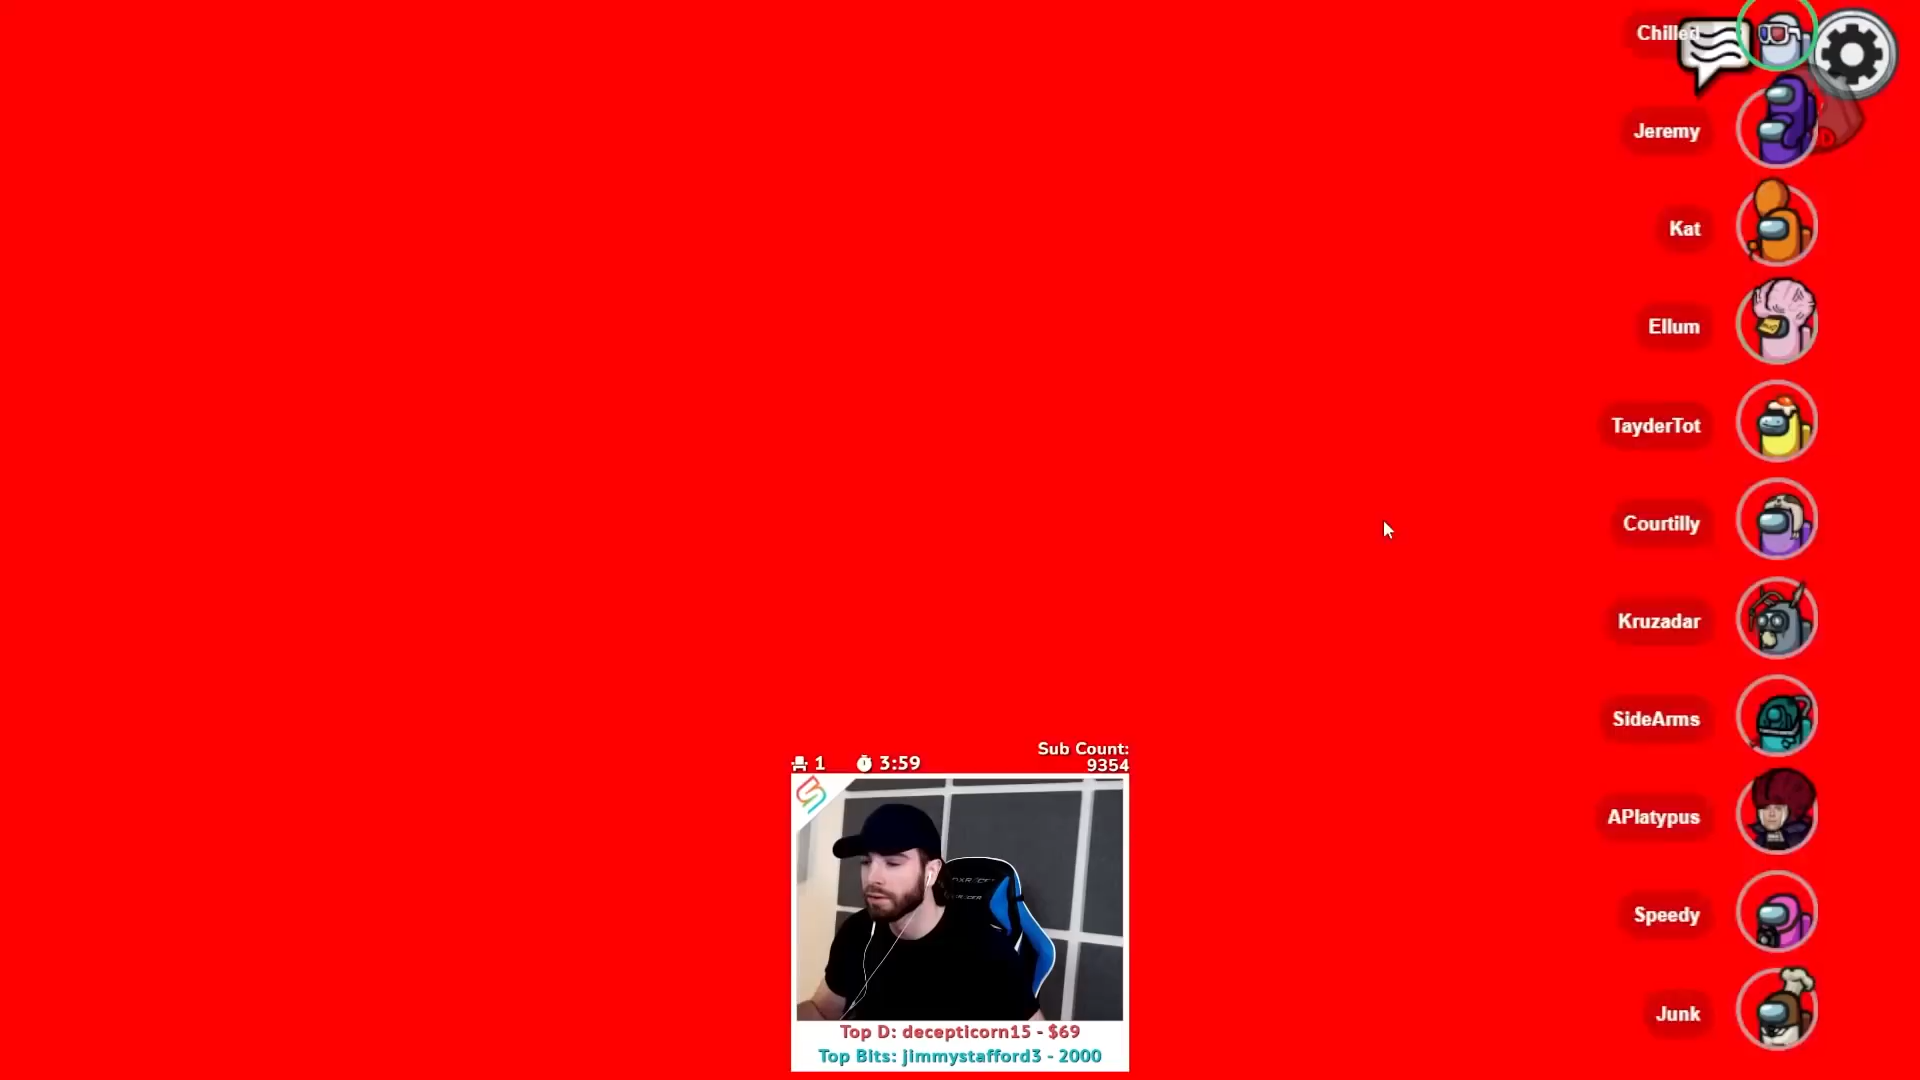 Chilled
Jeremy
Kat
Ellum
TayderTot
Courtilly
Kruzadar
SideArms
APlatypus
Speedy
Junk
1
3:59
Sub Count:
9354
Top D: decepticorn15 - $69
Top Bits: jimmystafford3 - 2000